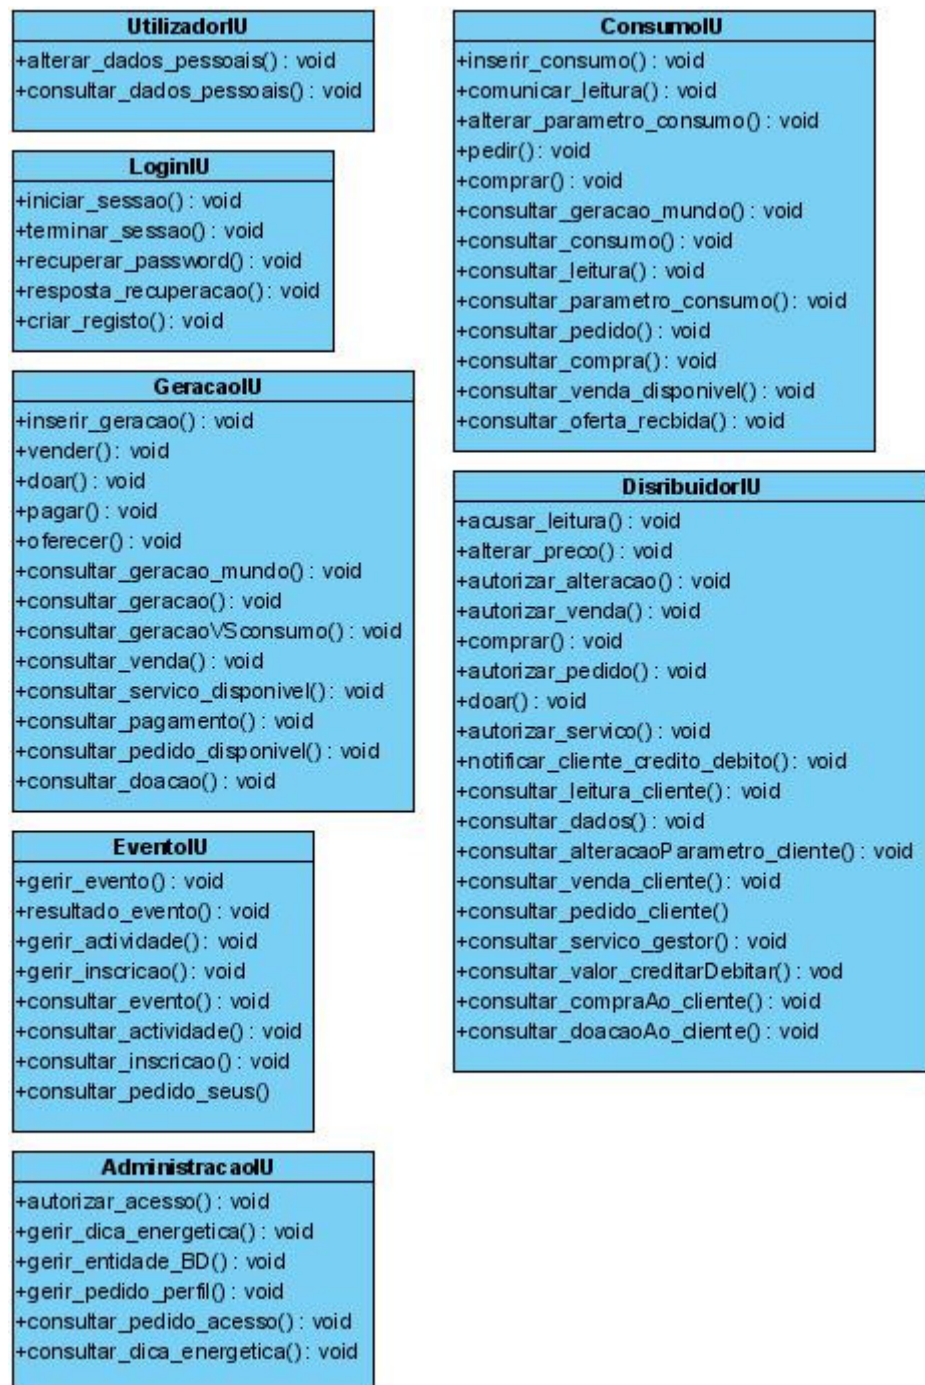 UtilizadorIU
+alterar_dados_pessoais() : void
+consultar_dados_pessoais() : void
LoginIU
+iniciar_sessao() : void
+terminar_sessao() : void
+recuperar_password() : void
+resposta_recuperacao() : void
+criar_registo() : void
GeracaoIU
+inserir_geracao() : void
+vender() : void
+doar() : void
+pagar() : void
+oferecer() : void
+consultar_geracao_mundo() : void
+consultar_geracao() : void
+consultar_geracaoVSconsumo() : void
+consultar_venda() : void
+consultar_servico_disponivel() : void
+consultar_pagamento() : void
+consultar_pedido_disponivel() : void
+consultar_doacao() : void
EventoIU
+gerir_evento() : void
+resultado_evento() : void
+gerir_actividade() : void
+gerir_inscricao() : void
+consultar_evento() : void
+consultar_actividade() : void
+consultar_inscricao() : void
+consultar_pedido_seus()
AdministracaoIU
+autorizar_acesso() : void
+gerir_dica_energetica() : void
+gerir_entidade_BD() : void
+gerir_pedido_perfil() : void
+consultar_pedido_acesso() : void
+consultar_dica_energetica() : void
ConsumoIU
+inserir_consumo() : void
+comunicar_leitura() : void
+alterar_parametro_consumo() : void
+pedir() : void
+comprar() : void
+consultar_geracao_mundo() : void
+consultar_consumo() : void
+consultar_leitura() : void
+consultar_parametro_consumo() : void
+consultar_pedido() : void
+consultar_compra() : void
+consultar_venda_disponivel() : void
+consultar_oferta_recbida() : void
DisribuidorIU
+acusar_leitura() : void
+alterar_preco() : void
+autorizar_alteracao() : void
+autorizar_venda() : void
+comprar() : void
+autorizar_pedido() : void
+doar() : void
+autorizar_servico() : void
+notificar_cliente_credito_debito() : void
+consultar_leitura_cliente() : void
+consultar_dados() : void
+consultar_alteracaoParametro_cliente() : void
+consultar_venda_cliente() : void
+consultar_pedido_cliente()
+consultar_servico_gestor() : void
+consultar_valor_creditarDebitar() : vod
+consultar_compraAo_cliente() : void
+consultar_doacaoAo_cliente() : void